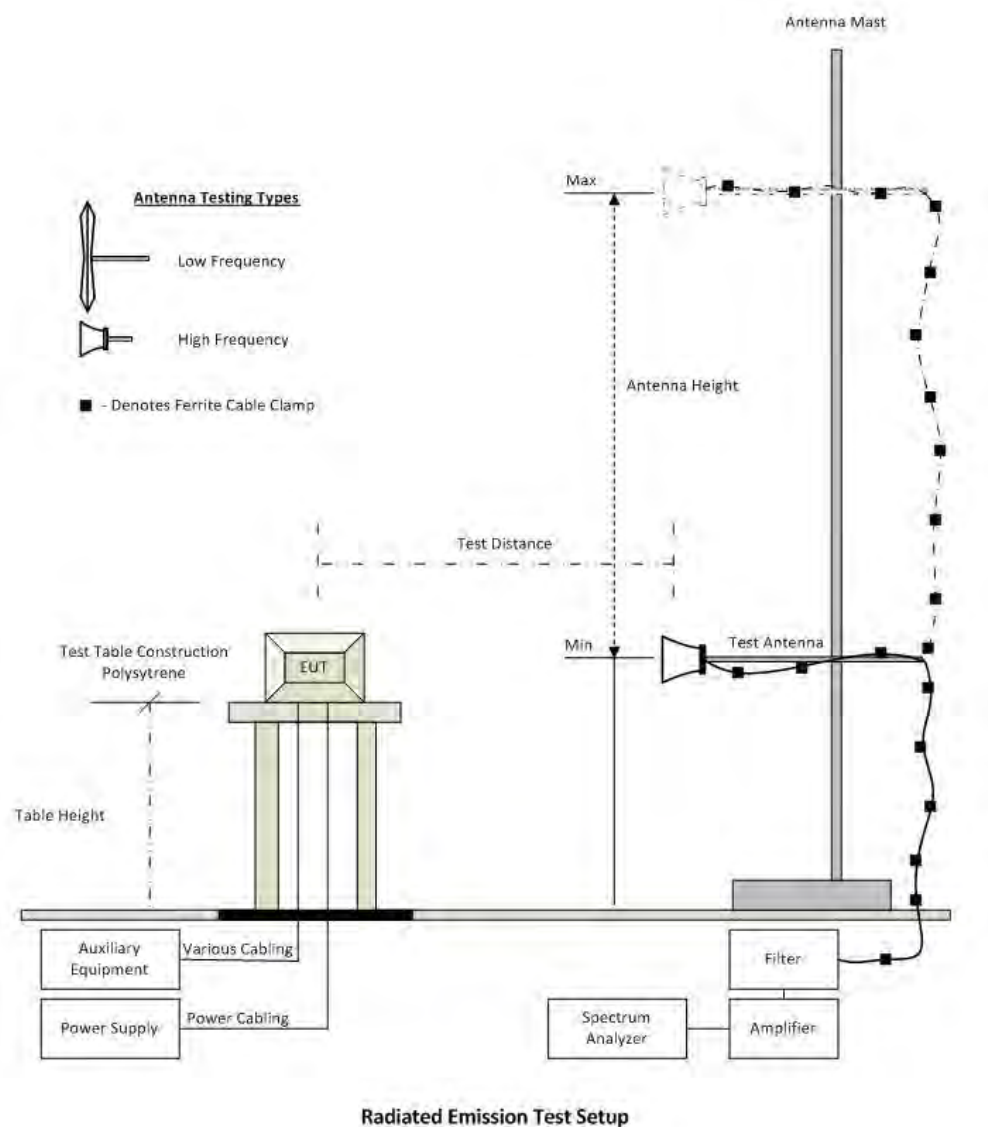 Antenna Mast
Antenna Testing Types
Low Frequency
High Frequency
- Denotes Ferrite Cable Clamp
Max
Antenna Height
Test Distance
Min
Test Antenna
Test Table Construction
Polysytrene
EUT
Table Height
Auxiliary
Equipment
Various Cabling
Power Supply
Power Cabling
Filter
Spectrum
Analyzer
Amplifier
Radiated Emission Test Setup